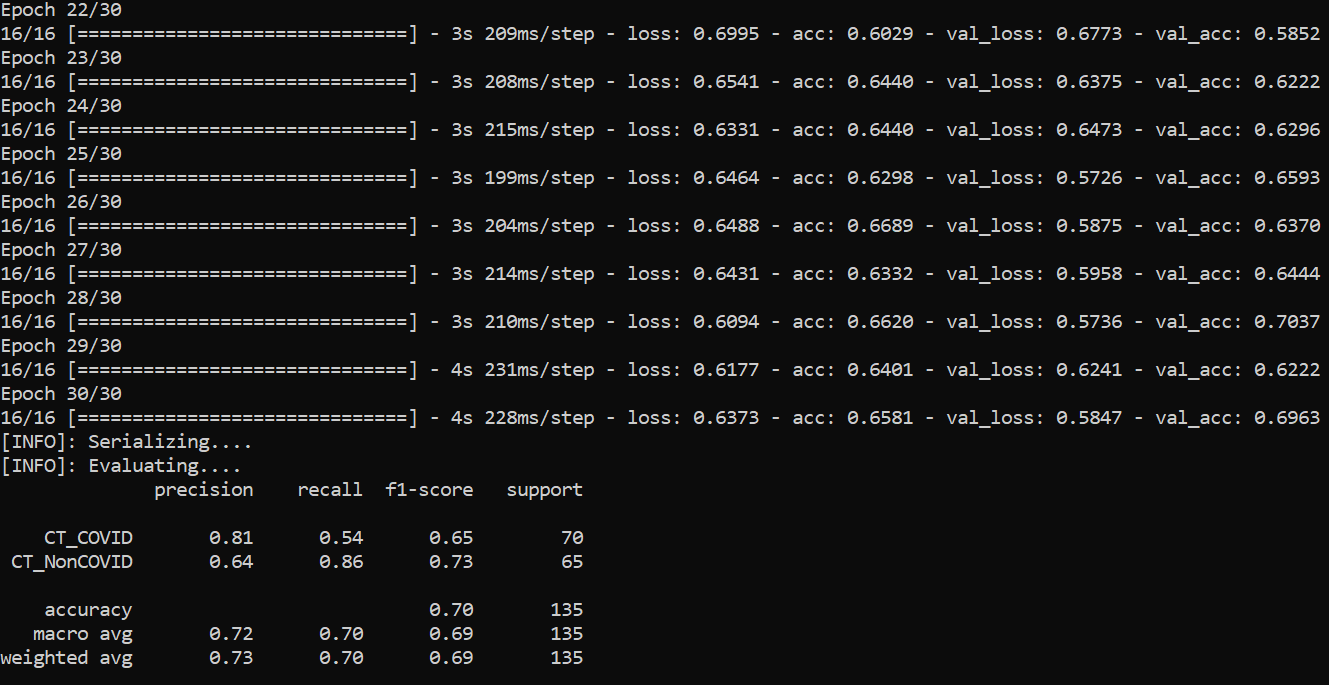 Epoch 22/30
16/16 [==============================] - 3s 209ms/step - loss: 0.6995 - acc: 0.6029 - val_loss: 0.6773 - val_acc: 0.5852
Epoch 23/30
16/16 [==============================] - 3s 208ms/step - loss: 0.6541 - acc: 0.6440 - val_loss: 0.6375 - val_acc: 0.6222
Epoch 24/30
16/16 [==============================] - 3s 215ms/step - loss: 0.6331 - acc: 0.6440 - val_loss: 0.6473 - val_acc: 0.6296
Epoch 25/30
16/16 [==============================] - 3s 199ms/step - loss: 0.6464 - acc: 0.6298 - val_loss: 0.5726 - val_acc: 0.6593
Epoch 26/30
16/16 [==============================] - 3s 204ms/step - loss: 0.6488 - acc: 0.6689 - val_loss: 0.5875 - val_acc: 0.6370
Epoch 27/30
16/16 [==============================] - 3s 214ms/step - loss: 0.6431 - acc: 0.6332 - val_loss: 0.5958 - val_acc: 0.6444
Epoch 28/30
16/16 [==============================] - 3s 210ms/step - loss: 0.6094 - acc: 0.6620 - val_loss: 0.5736 - val_acc: 0.7037
Epoch 29/30
16/16 [==============================] - 4s 231ms/step - loss: 0.6177 - acc: 0.6401 - val_loss: 0.6241 - val_acc: 0.6222
Epoch 30/30
16/16 [==============================] - 4s 228ms/step - loss: 0.6373 - acc: 0.6581 - val_loss: 0.5847 - val_acc: 0.6963
[INFO]: Serializing....
[INFO]: Evaluating....
              precision    recall  f1-score   support

    CT_COVID       0.81      0.54      0.65        70
 CT_NonCOVID       0.64      0.86      0.73        65

    accuracy                           0.70       135
   macro avg       0.72      0.70      0.69       135
weighted avg       0.73      0.70      0.69       135